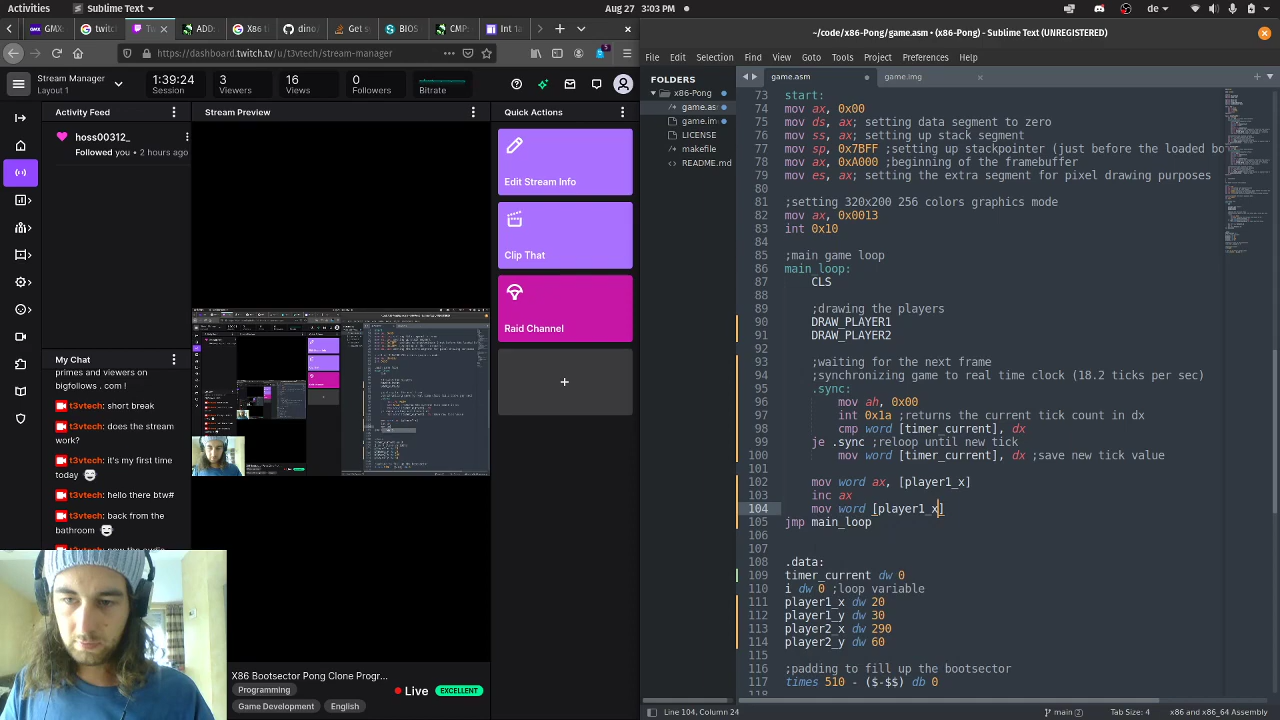 Activities
Sublime Text
Aug 27 3:03 PM
de
GMX:
twitch
Tw
ADD:
X86 t
dino
Get s
BIOS
CMP:
Int 1a
https://dashboard.twitch.tv/u/t3vtech/stream-manager
Stream Manager
Layout 1
1:39:24
Session
3
Viewers
16
Views
0
Followers
Bitrate
Activity Feed
hoss00312_
Followed you • 2 hours ago
My Chat
primes and viewers on
bigfollows . com !
t3vtech: short break
t3vtech: does the stream
work?
t3vtech: it's my first time
today
t3vtech: hello there btw#
t3vtech: back from the
bathroom
Stream Preview
X86 Bootsector Pong Clone Progr...
Programming
Game Development
English
Live
EXCELLENT
Quick Actions
Edit Stream Info
Clip That
Raid Channel
~/code/x86-Pong/game.asm (x86-Pong) - Sublime Text (UNREGISTERED)
File Edit Selection Find View Goto Tools Project Preferences Help
FOLDERS
x86-Pong
game.as
game.im
LICENSE
makefile
README.md
game.asm
game.img
73 start:
74 mov ax, 0x00
75 mov ds, ax; setting data segment to zero
76 mov ss, ax; setting up stack segment
77 mov sp, 0x7BFF ;setting up stackpointer (just before the loaded bo
78 mov ax, 0xA000 ;beginning of the framebuffer
79 mov es, ax; setting the extra segment for pixel drawing purposes
80
81 ;setting 320x200 256 colors graphics mode
82 mov ax, 0x0013
83 int 0x10
84
85 ;main game loop
86 main_loop:
87 CLS
88
89 ;drawing the players
90 DRAW_PLAYER1
91 DRAW_PLAYER2
92
93 ;waiting for the next frame
94 ;synchronizing game to real time clock (18.2 ticks per sec)
95 .sync:
96 mov ah, 0x00
97 int 0x1a ;returns the current tick count in dx
98 cmp word [timer_current], dx
99 je .sync ;reloop until new tick
100 mov word [timer_current], dx ;save new tick value
101
102 mov word ax, [player1_x]
103 inc ax
104 mov word [player1_x]
105 jmp main_loop
106
107
108 .data:
109 timer_current dw 0
110 i dw 0 ;loop variable
111 player1_x dw 20
112 player1_y dw 30
113 player2_x dw 290
114 player2_y dw 60
115
116 ;padding to fill up the bootsector
117 times 510 - ($-$$) db 0
Line 104, Column 24
main (2)
Tab Size: 4
x86 and x86_64 Assembly